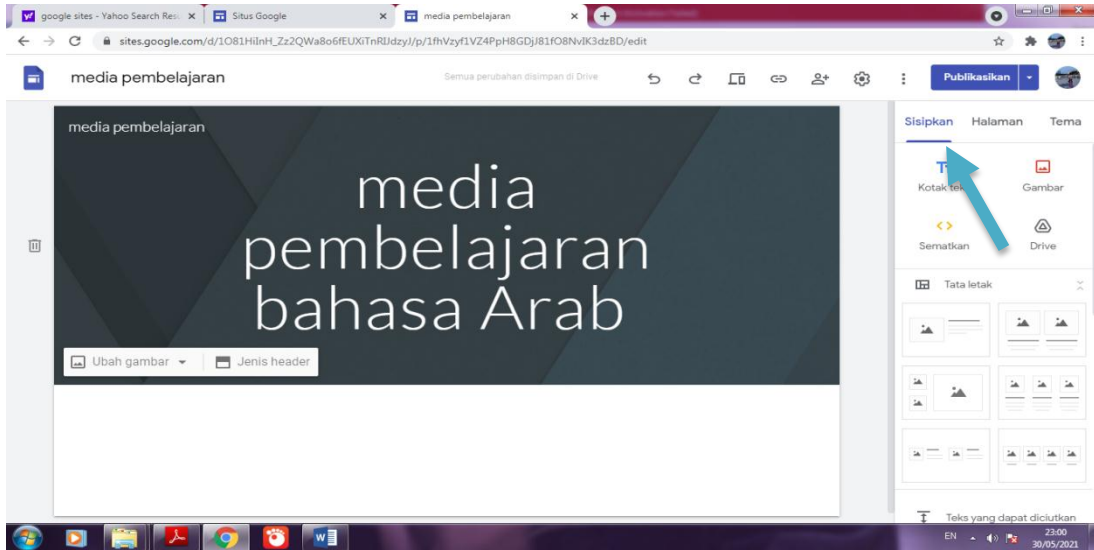 google sites - Yahoo Search Res
Situs Google
media pembelajaran
sites.google.com/d/1O81HiInH_Zz2QWa8o6fEUXiTnRUdzyJ/p/1fhVzyf1VZ4PpH8GDjJ81fO8NvIK3dzBD/edit
media pembelajaran
Semua perubahan disimpan di Drive
Publikasikan
Sisipkan Halaman Tema
media pembelajaran
media
pembelajaran
bahasa Arab
Ubah gambar
Jenis header
Kotak tek
Gambar
Sematkan
Drive
Tata letak
Teks yang dapat diciutkan
EN
23:00
30/05/2021